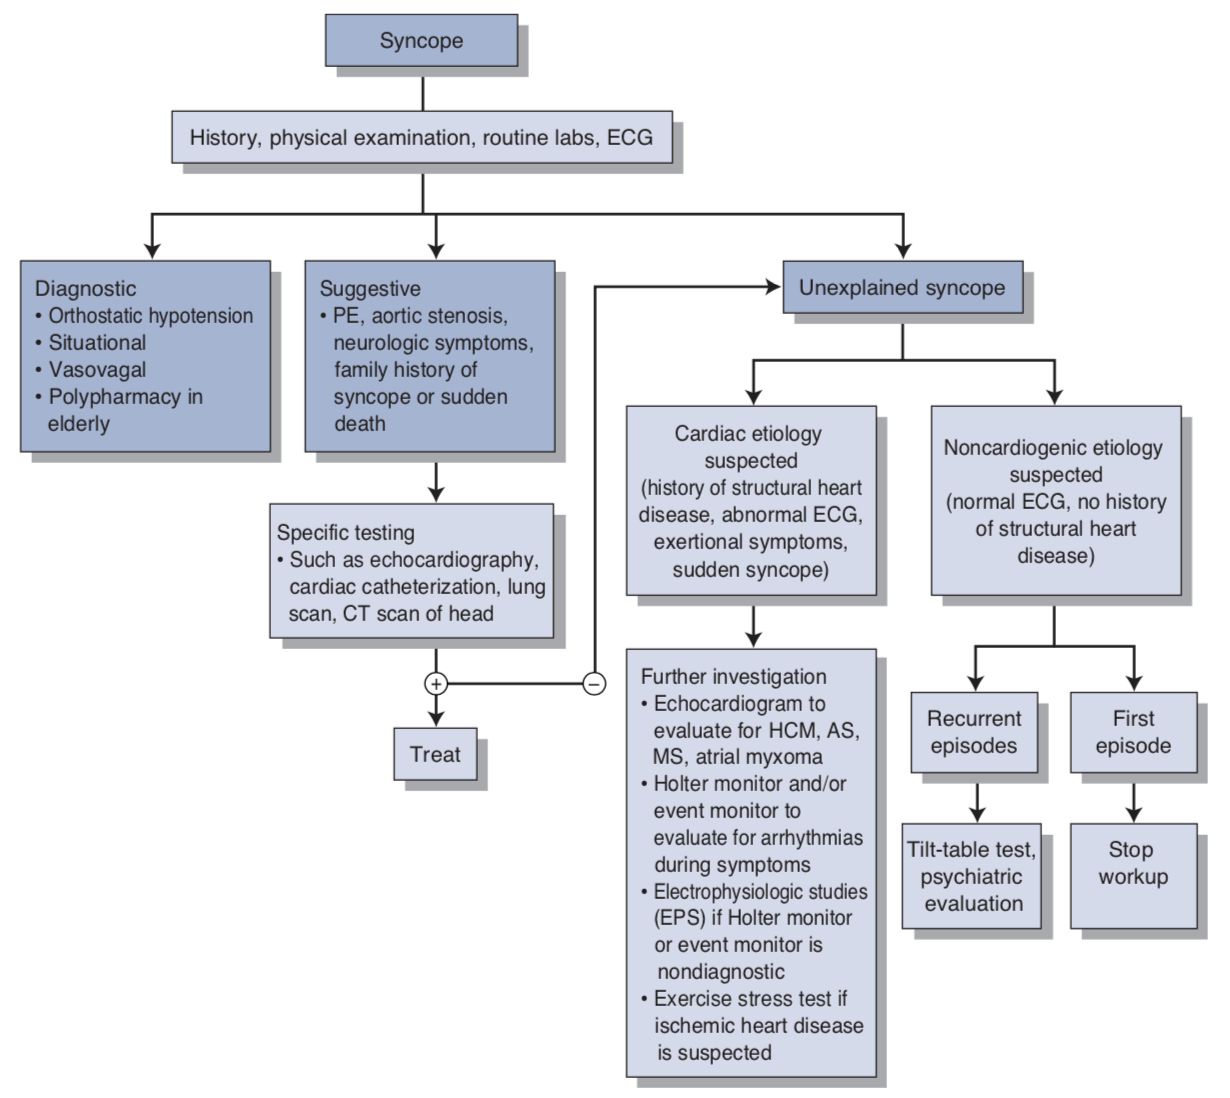 Syncope
History, physical examination, routine labs, ECG
Diagnostic
• Orthostatic hypotension
• Situational
• Vasovagal
• Polypharmacy in
elderly
Suggestive
• PE, aortic stenosis,
neurologic symptoms,
family history of
syncope or sudden
death
Unexplained syncope
Specific testing
• Such as echocardiography,
cardiac catheterization, lung
scan, CT scan of head
+
−
Treat
Cardiac etiology
suspected
(history of structural heart
disease, abnormal ECG,
exertional symptoms,
sudden syncope)
Noncardiogenic etiology
suspected
(normal ECG, no history
of structural heart
disease)
Further investigation
• Echocardiogram to
evaluate for HCM, AS,
MS, atrial myxoma
• Holter monitor and/or
event monitor to
evaluate for arrhythmias
during symptoms
• Electrophysiologic studies
(EPS) if Holter monitor
or event monitor is
nondiagnostic
• Exercise stress test if
ischemic heart disease
is suspected
Recurrent
episodes
First
episode
Tilt-table test,
psychiatric
evaluation
Stop
workup